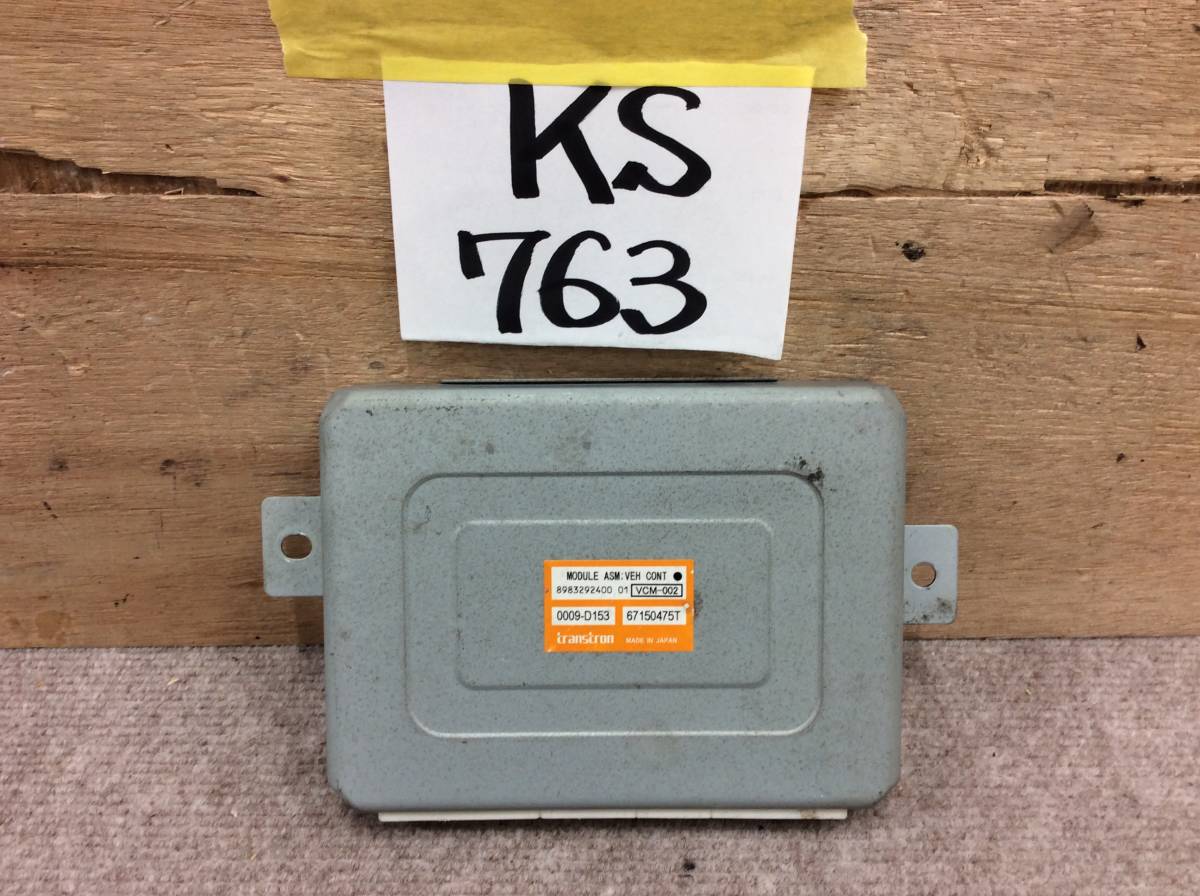 KS
763
MODULE ASM;VEH CONT ●
8983292400 01 VCM-002
0009-D153 67150475T
transtron MADE IN JAPAN